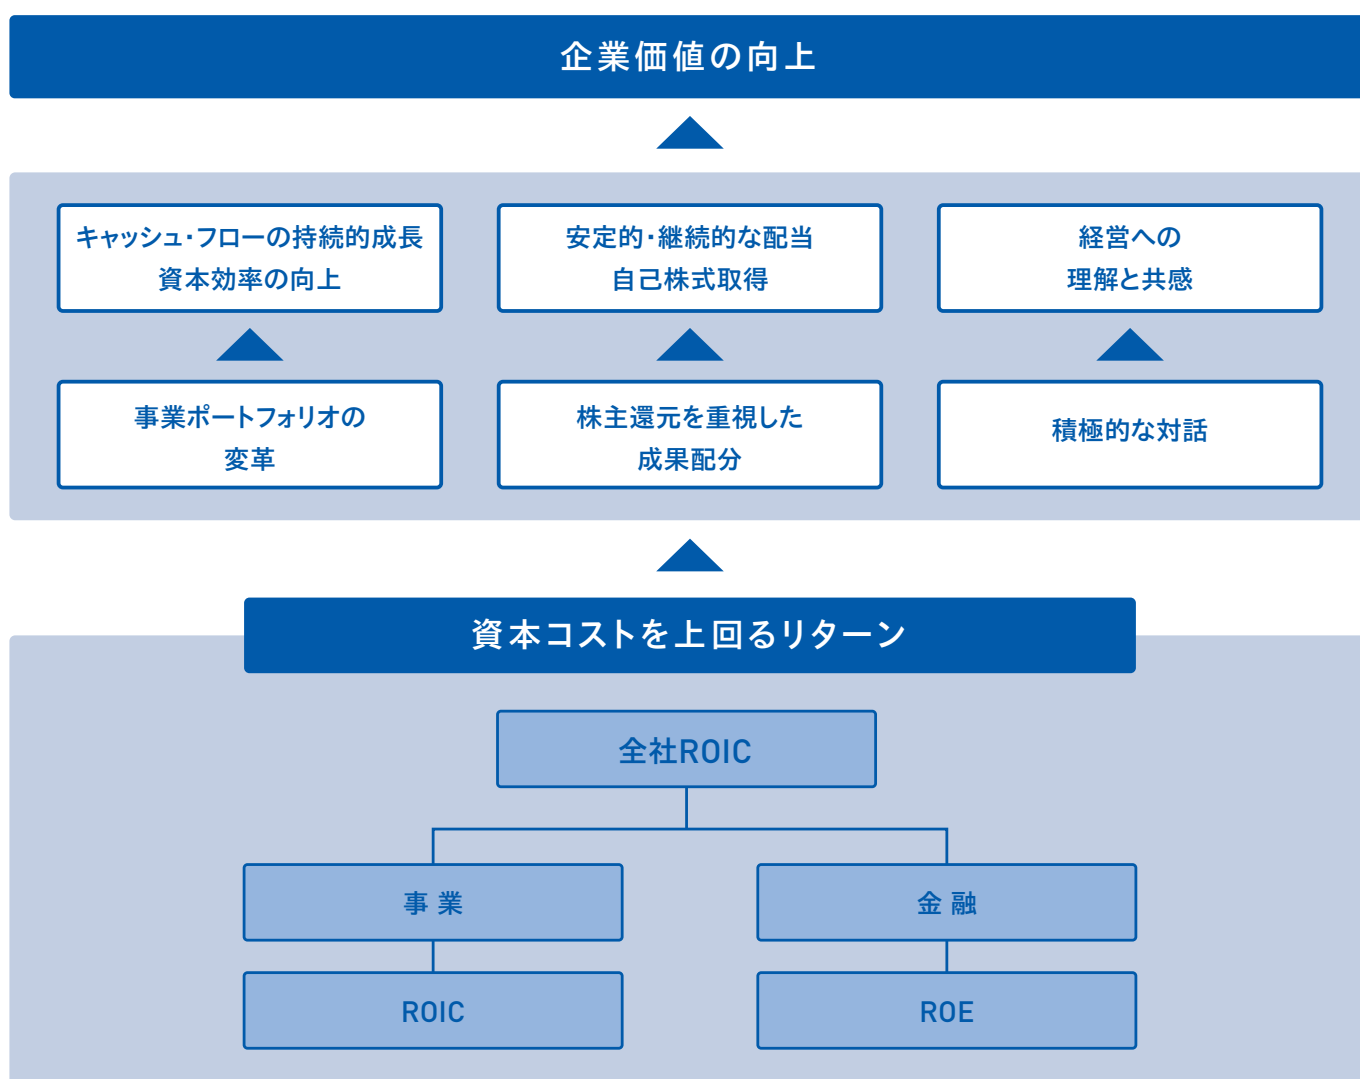 企業価値の向上
キャッシュ・フローの持続的成長
資本効率の向上
安定的・継続的な配当
自己株式取得
経営への
理解と共感
事業ポートフォリオの
変革
株主還元を重視した
成果配分
積極的な対話
資本コストを上回るリターン
全社ROIC
事業
金融
ROIC
ROE